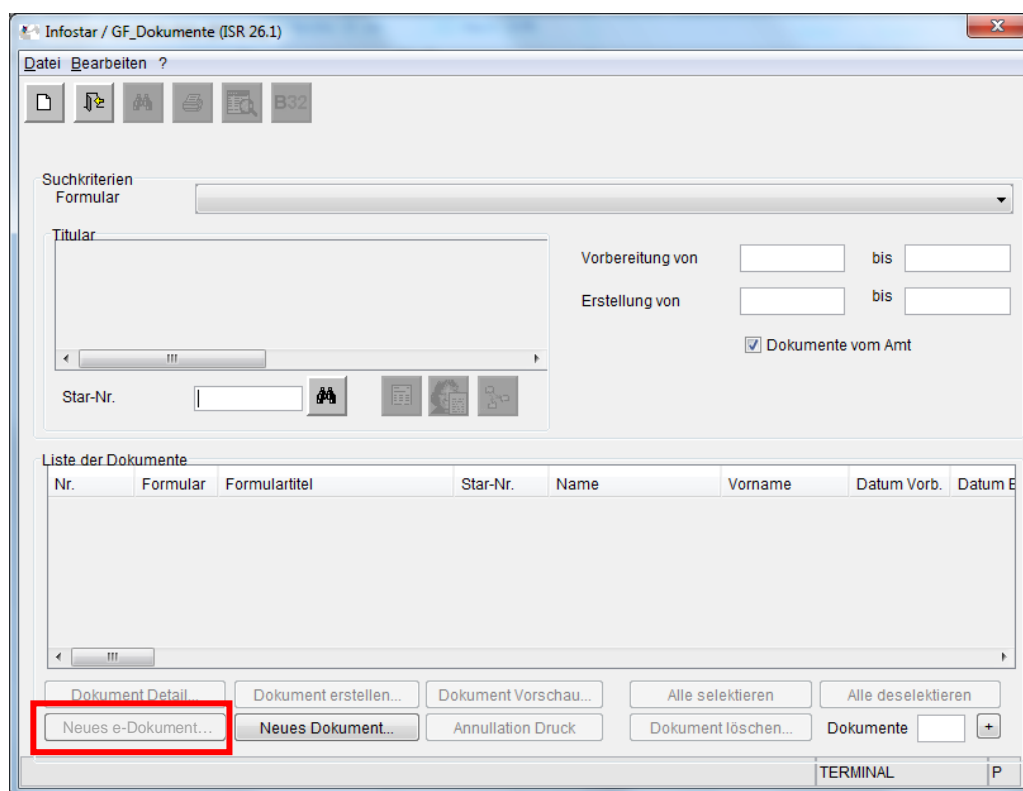 Infostar / GF_Dokumente (ISR 26.1)
Datei Bearbeiten ?
B32
Suchkriterien
Formular
Titular
Vorbereitung von bis
Erstellung von bis
Dokumente vom Amt
Star-Nr.
Liste der Dokumente
Nr. Formular Formulartitel Star-Nr. Name Vorname Datum Vorb. Datum E
Dokument Detail... Dokument erstellen... Dokument Vorschau... Alle selektieren Alle deselektieren
Neues e-Dokument... Neues Dokument... Annullation Druck Dokument löschen... Dokumente +
TERMINAL P